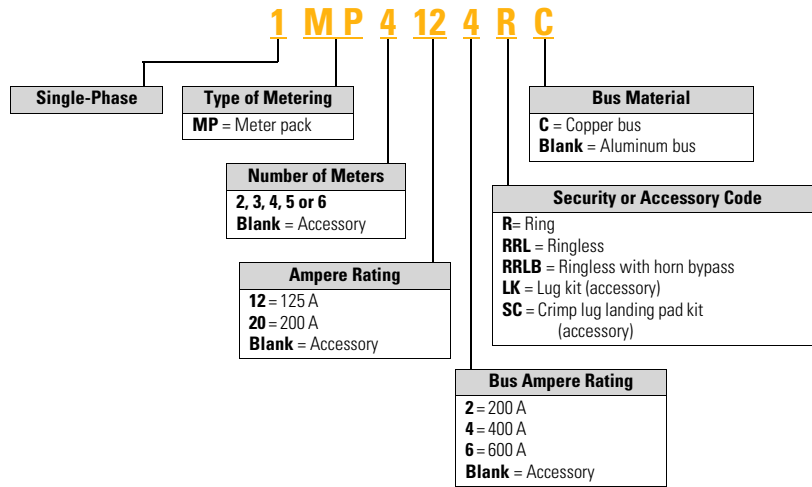 1 MP 4 12 4 R C
Single-Phase
Type of Metering
MP = Meter pack
Number of Meters
2, 3, 4, 5 or 6
Blank = Accessory
Ampere Rating
12 = 125 A
20 = 200 A
Blank = Accessory
Bus Material
C = Copper bus
Blank = Aluminum bus
Security or Accessory Code
R= Ring
RRL = Ringless
RRLB = Ringless with horn bypass
LK = Lug kit (accessory)
SC = Crimp lug landing pad kit
(accessory)
Bus Ampere Rating
2 = 200 A
4 = 400 A
6 = 600 A
Blank = Accessory